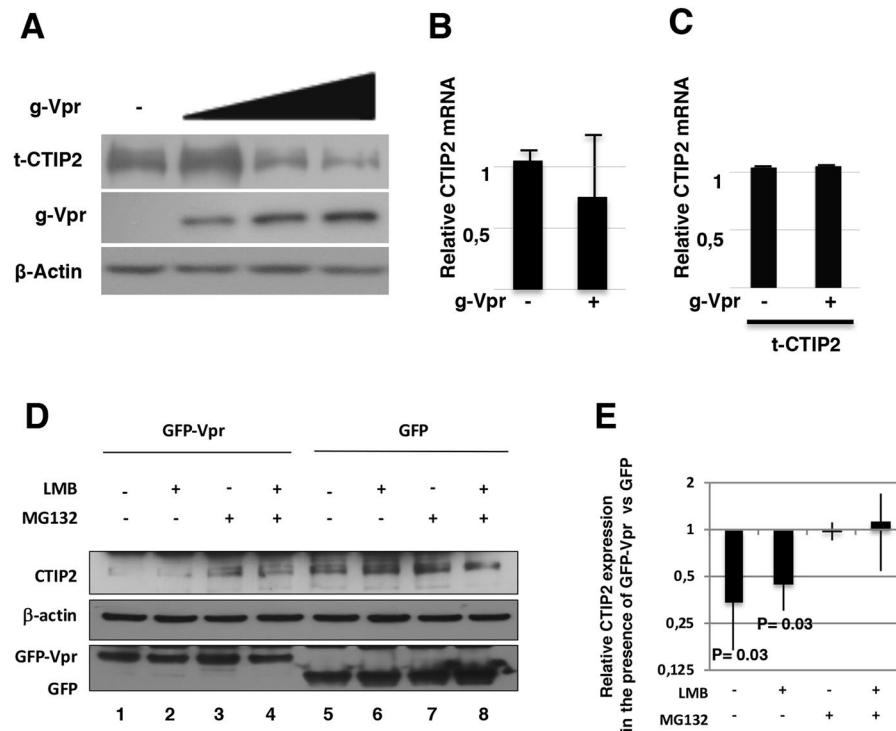 A
g-Vpr -
t-CTIP2
g-Vpr
β-Actin
B
Relative CTIP2 mRNA
1
0,5
g-Vpr - +
C
Relative CTIP2 mRNA
1
0,5
g-Vpr - +
t-CTIP2
D
GFP-Vpr GFP
LMB - + - + - + - +
MG132 - - + + - - + +
CTIP2
β-actin
GFP-Vpr
GFP
1 2 3 4 5 6 7 8
E
Relative CTIP2 expression
in the presence of GFP-Vpr vs GFP
2
1
0,5
0,25
0,125
P= 0.03
P= 0.03
LMB - + - +
MG132 - - + +